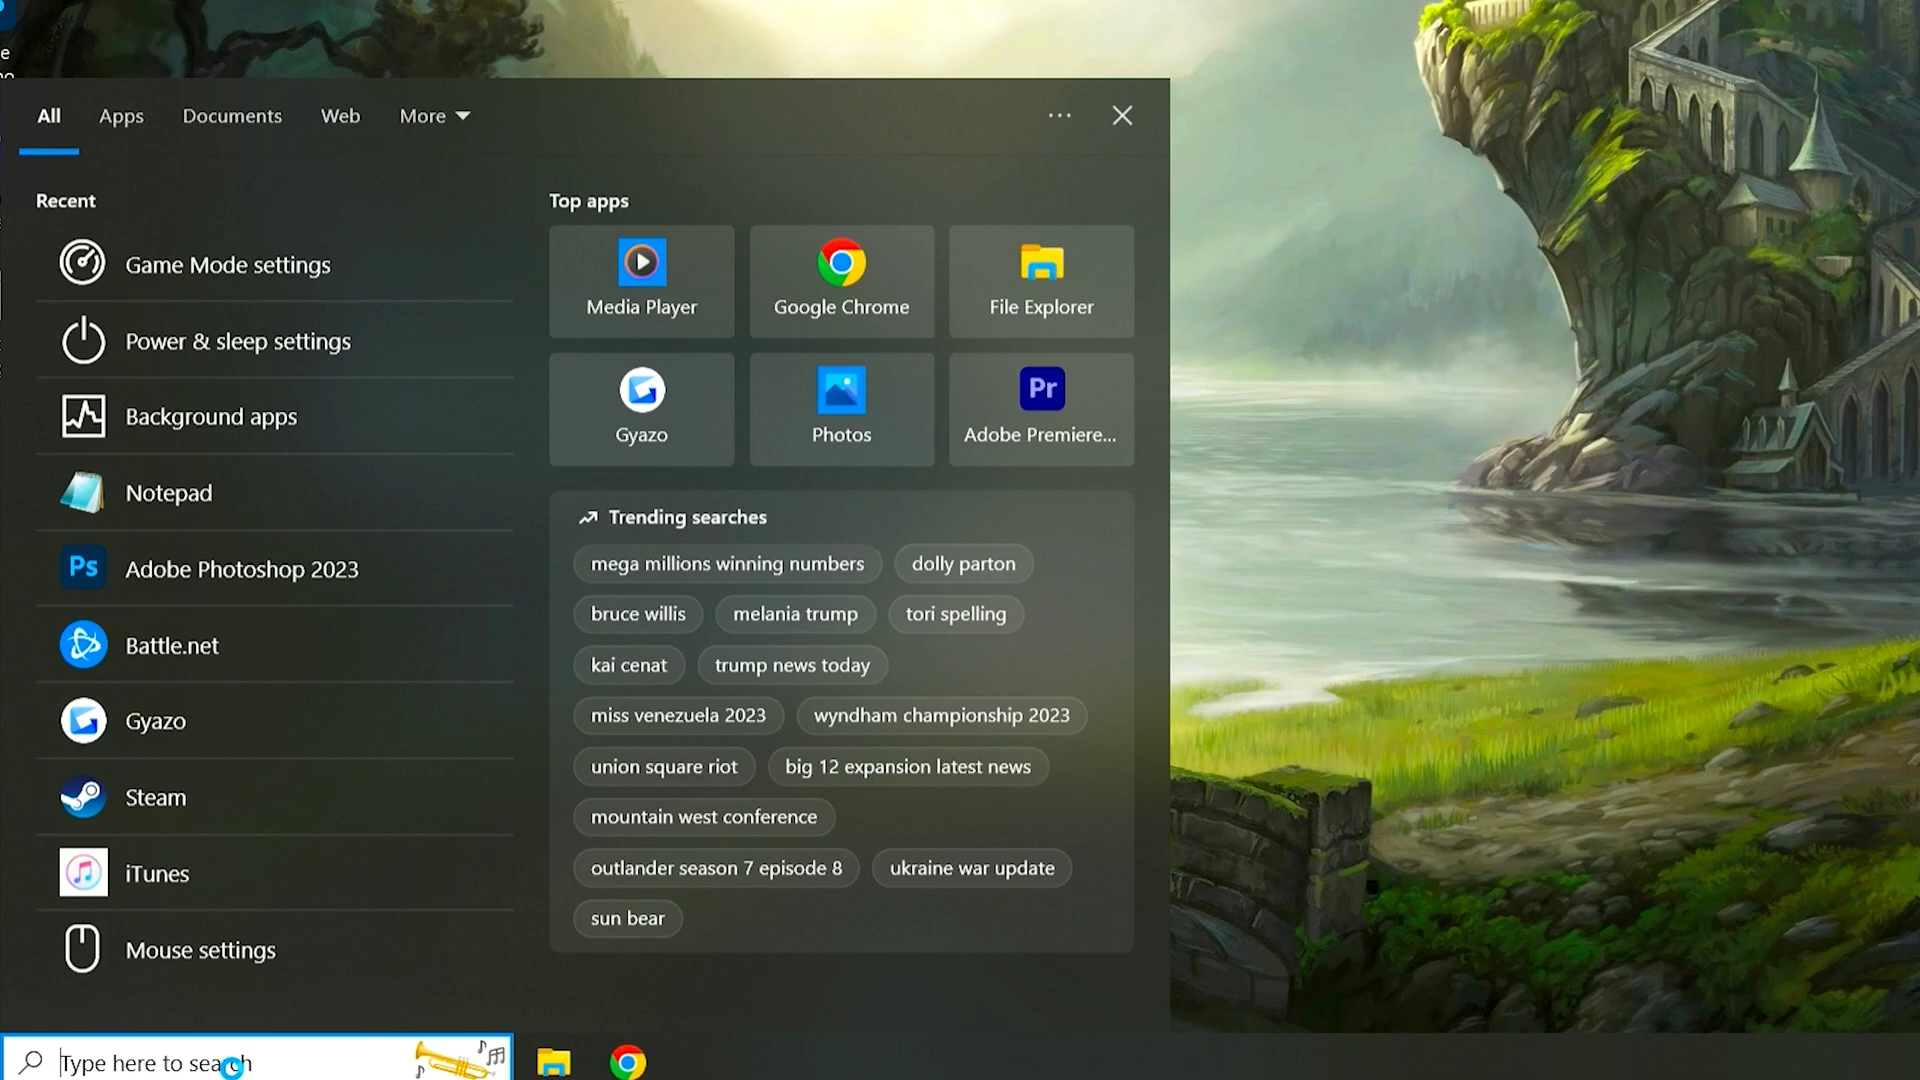 e
All Apps Documents Web More
Recent
Game Mode settings
Power & sleep settings
Background apps
Notepad
Ps Adobe Photoshop 2023
Battle.net
Gyazo
Steam
iTunes
Mouse settings
Top apps
Media Player Google Chrome File Explorer
Pr
Gyazo Photos Adobe Premiere...
Trending searches
mega millions winning numbers dolly parton
bruce willis melania trump tori spelling
kai cenat trump news today
miss venezuela 2023 wyndham championship 2023
union square riot big 12 expansion latest news
mountain west conference
outlander season 7 episode 8 ukraine war update
sun bear
Type here to search